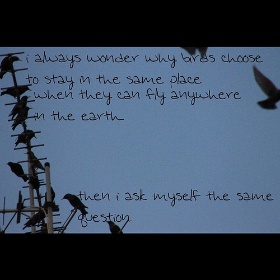 i always wonder why birds choose
to stay in the same place
when they can fly anywhere
in the earth
then i ask myself the same
question